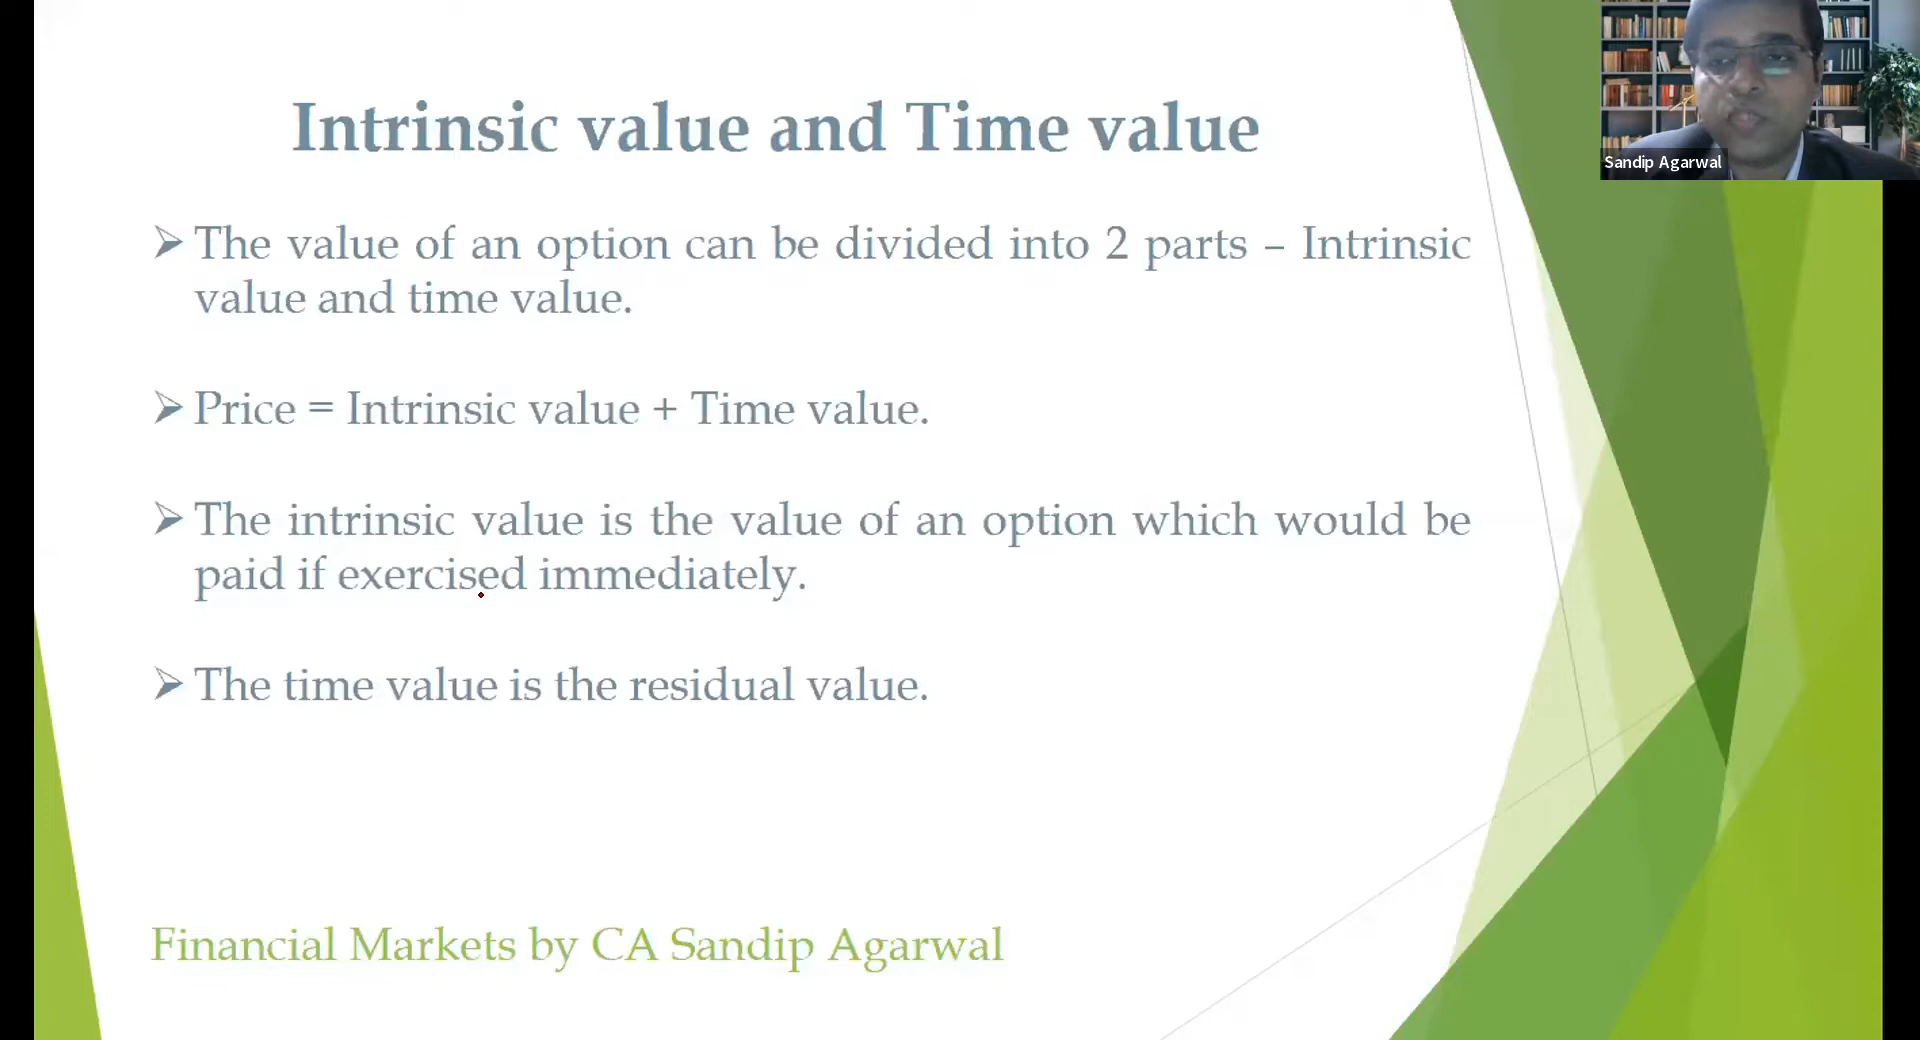 Intrinsic value and Time value
Sandip Agarwal
The value of an option can be divided into 2 parts – Intrinsic
value and time value.
Price = Intrinsic value + Time value.
The intrinsic value is the value of an option which would be
paid if exercised immediately.
The time value is the residual value.
Financial Markets by CA Sandip Agarwal